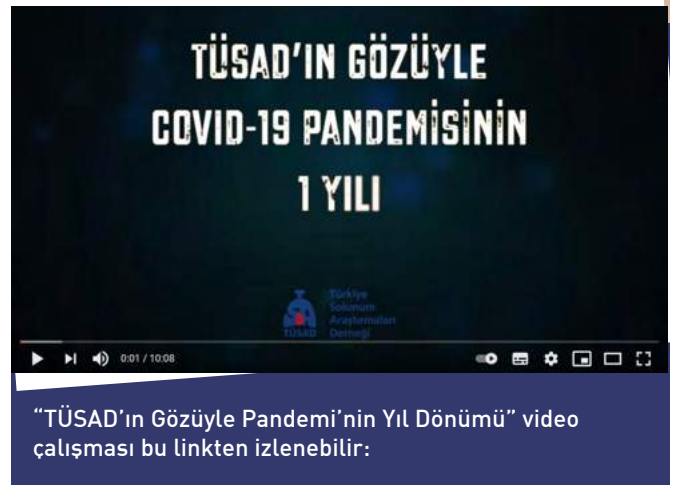 TÜSAD'IN GÖZÜYLE
COVID-19 PANDEMİSİNİN
1 YILI
Türkiye
Solunum
Araştırmaları
Derneği
TÜSAD
0:01 / 10:08
“TÜSAD’ın Gözüyle Pandemi’nin Yıl Dönümü” video
çalışması bu linkten izlenebilir: